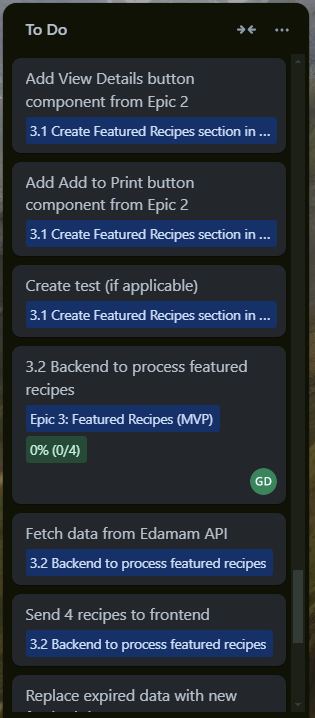 To Do
Add View Details button
component from Epic 2
3.1 Create Featured Recipes section in ...
Add Add to Print button
component from Epic 2
3.1 Create Featured Recipes section in ...
Create test (if applicable)
3.1 Create Featured Recipes section in ...
3.2 Backend to process featured
recipes
Epic 3: Featured Recipes (MVP)
0% (0/4)
GD
Fetch data from Edamam API
3.2 Backend to process featured recipes
Send 4 recipes to frontend
3.2 Backend to process featured recipes
Replace expired data with new